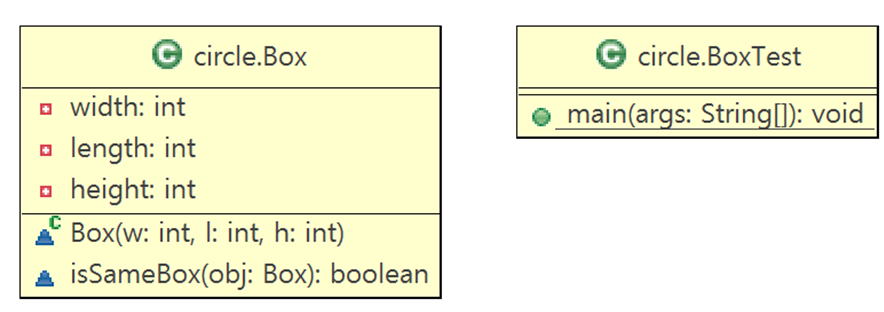 circle.Box
width: int
length: int
height: int
Box(w: int, l: int, h: int)
isSameBox(obj: Box): boolean
circle.BoxTest
main(args: String[]): void